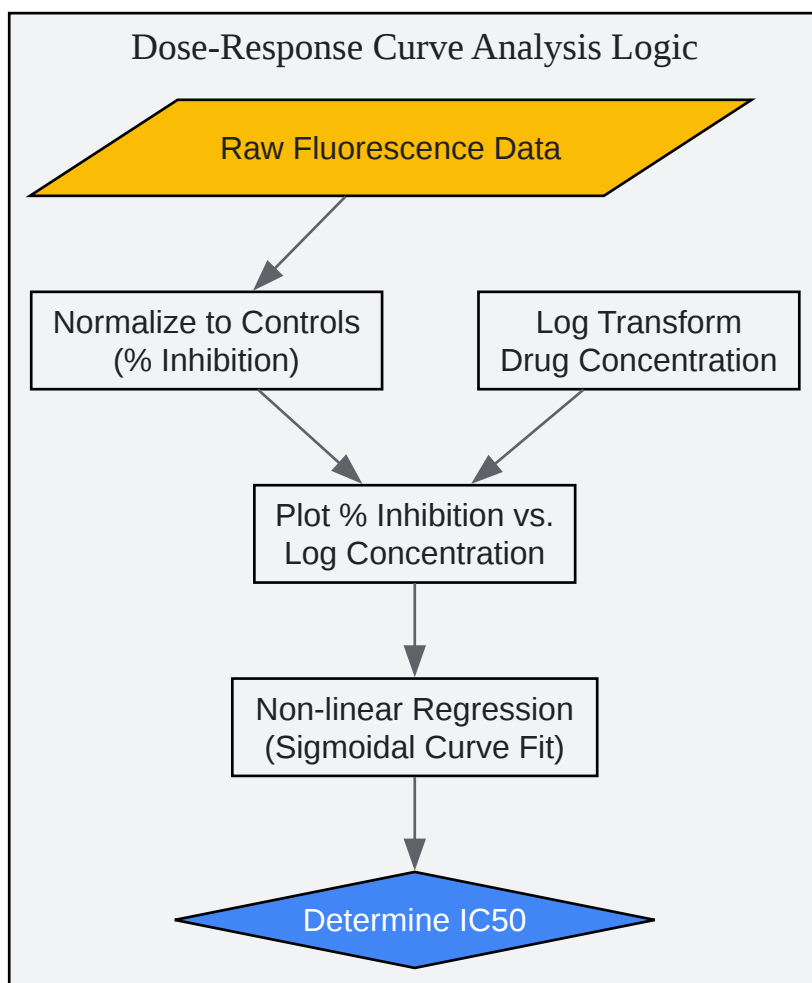 Dose-Response Curve Analysis Logic
Raw Fluorescence Data
Normalize to Controls
(% Inhibition)
Log Transform
Drug Concentration
Plot % Inhibition vs.
Log Concentration
Non-linear Regression
(Sigmoidal Curve Fit)
Determine IC50